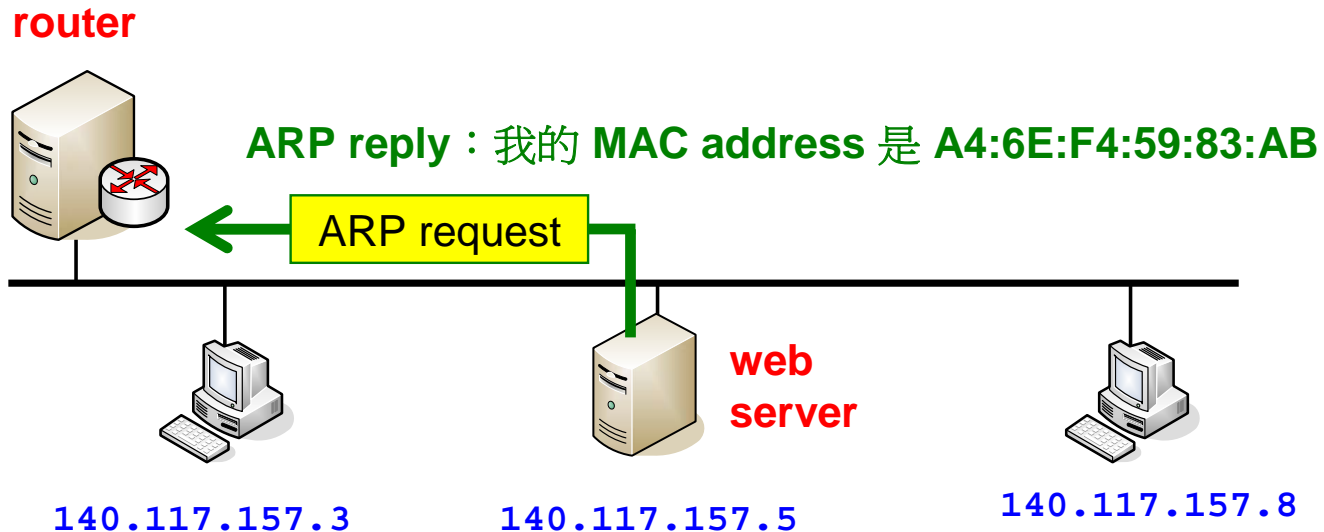 router
ARP reply：我的 MAC address 是 A4:6E:F4:59:83:AB
ARP request
web
server
140.117.157.3
140.117.157.5
140.117.157.8